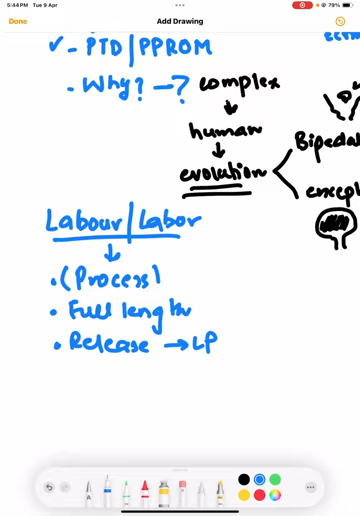 5:44 PM Tue 9 Apr
79%
Done
Add Drawing
✓ - PTD | PPROM
- Why? - ? complex
human
evolution
Bipedal
Labour | Labor
• (Process)
• Full length
• Release → LP